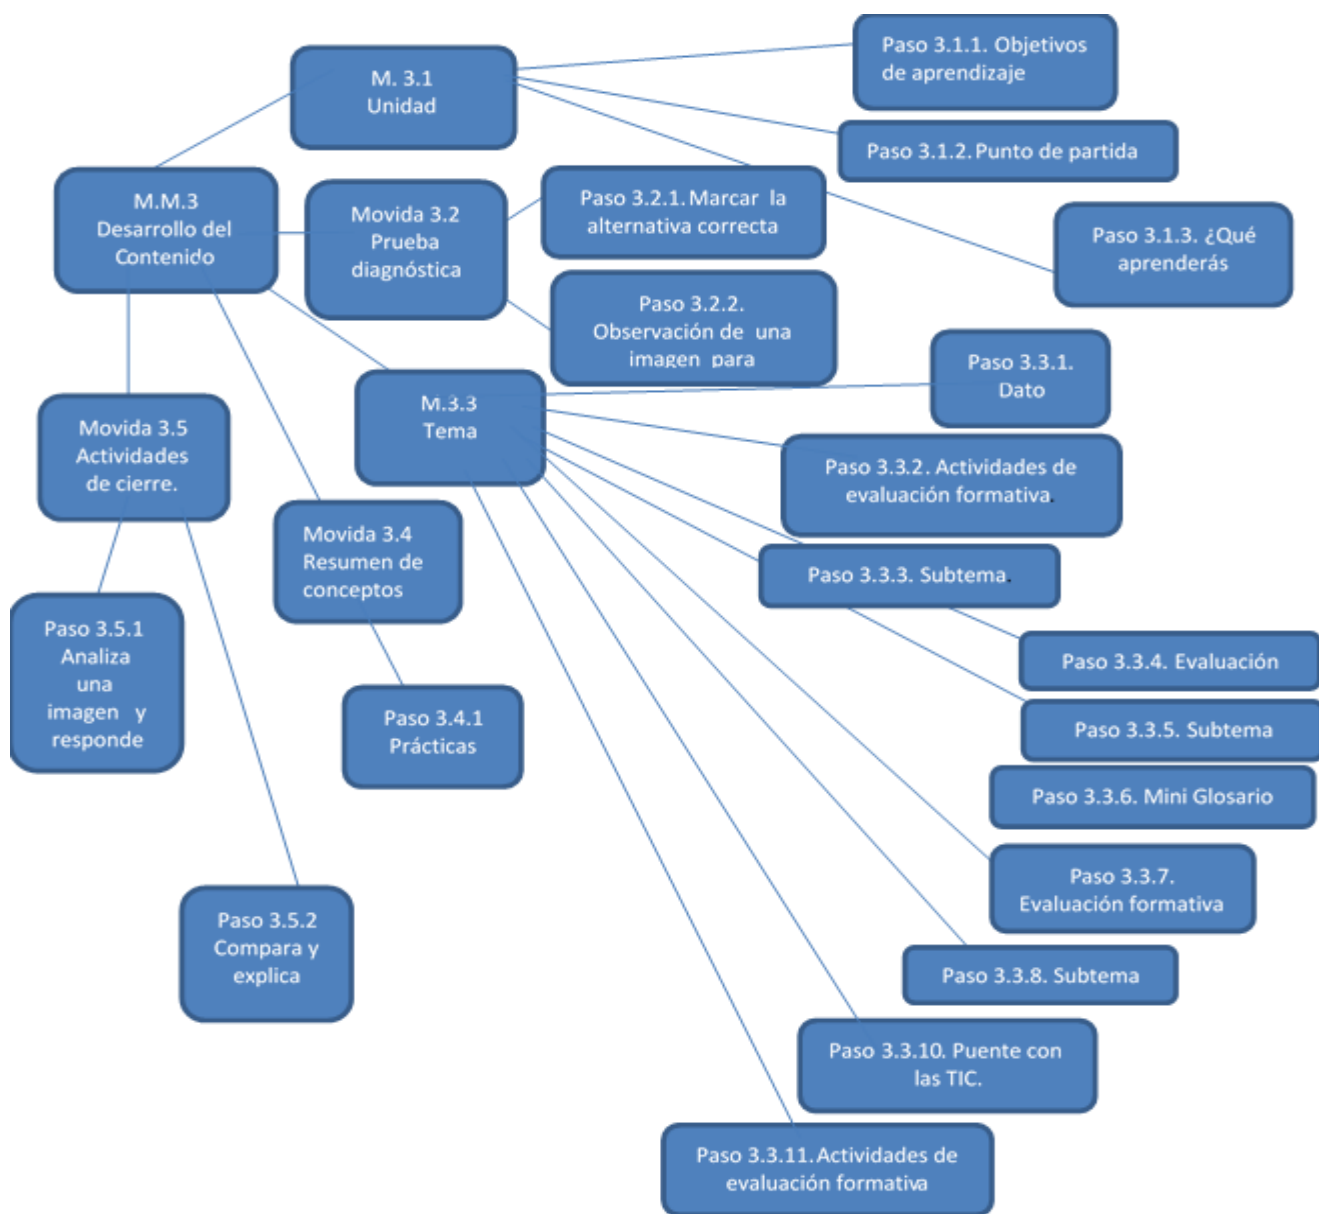 M. 3.1
Unidad
Paso 3.1.1. Objetivos
de aprendizaje
Paso 3.1.2. Punto de partida
Paso 3.1.3. ¿Qué
aprenderás
M.M.3
Desarrollo del
Contenido
Movida 3.2
Prueba
diagnóstica
Paso 3.2.1. Marcar la
alternativa correcta
Paso 3.2.2.
Observación de una
imagen para
M.3.3
Tema
Paso 3.3.1.
Dato
Paso 3.3.2. Actividades de
evaluación formativa.
Paso 3.3.3. Subtema.
Paso 3.3.4. Evaluación
Paso 3.3.5. Subtema
Paso 3.3.6. Mini Glosario
Paso 3.3.7.
Evaluación formativa
Paso 3.3.8. Subtema
Paso 3.3.10. Puente con
las TIC.
Paso 3.3.11. Actividades de
evaluación formativa
Movida 3.4
Resumen de
conceptos
Paso 3.4.1
Prácticas
Movida 3.5
Actividades
de cierre.
Paso 3.5.1
Analiza
una
imagen y
responde
Paso 3.5.2
Compara y
explica